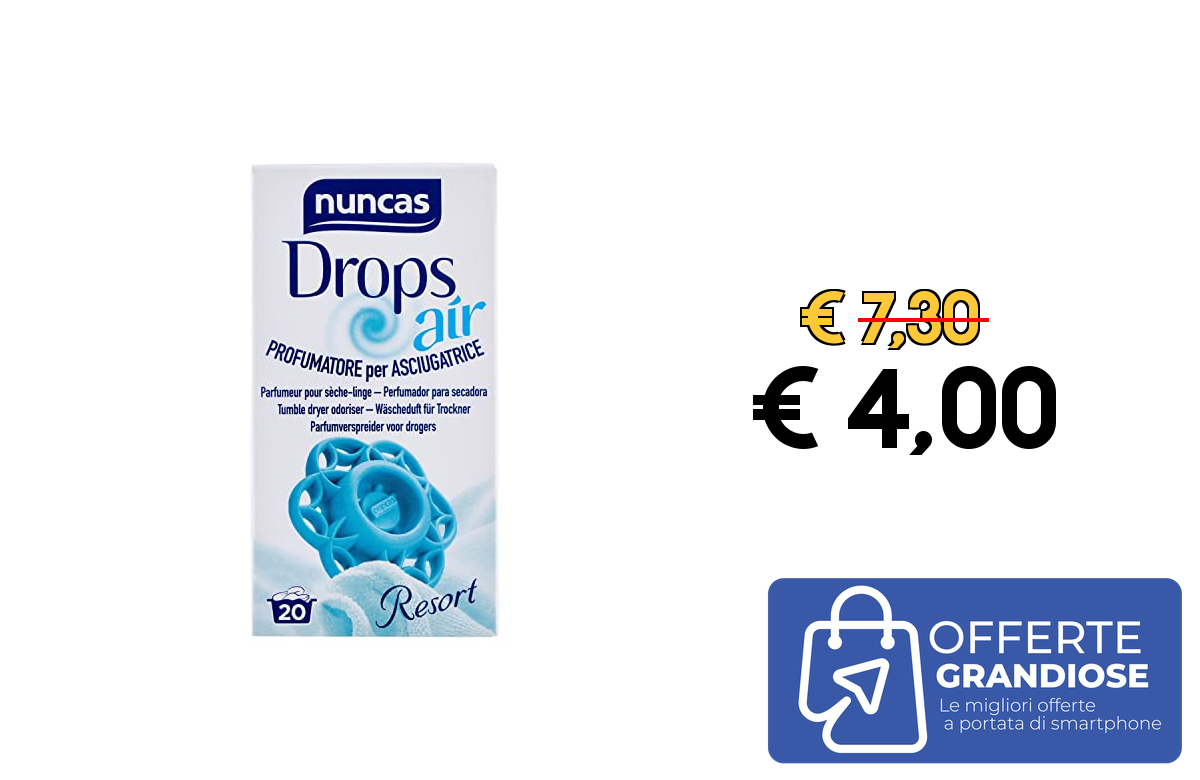 nuncas
Drops
air
PROFUMATORE per ASCIUGATRICE
Parfumeur pour sèche-linge – Perfumador para secadora
Tumble dryer odoriser – Wäscheduft für Trockner
Parfumverspreider voor drogers
nuncas
20
Resort
€ 7,30
€ 4,00
OFFERTE
GRANDIOSE
Le migliori offerte
a portata di smartphone